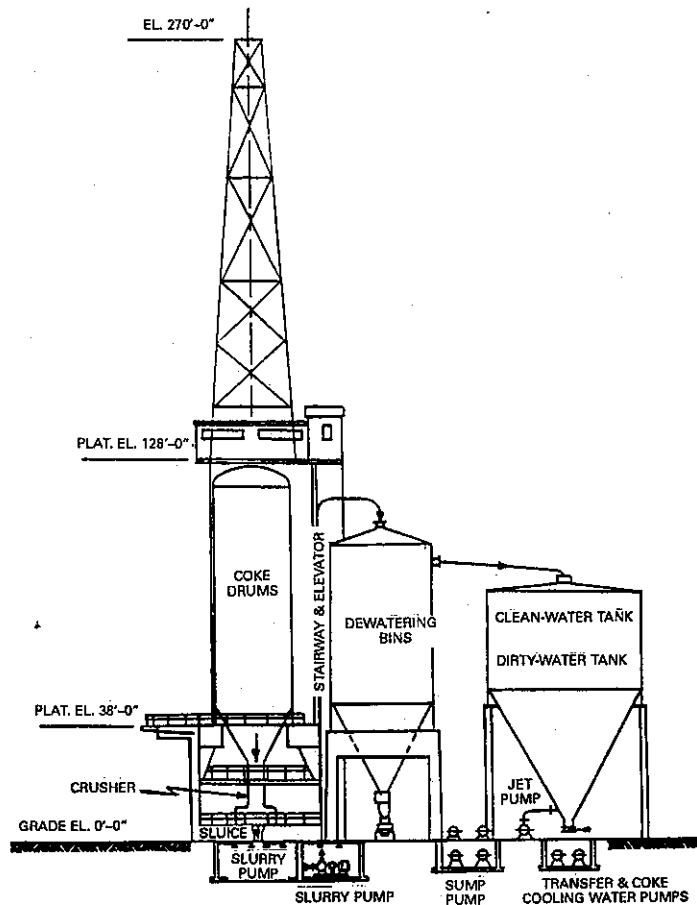 EL. 270'-0"
PLAT. EL. 128'-0"
COKE
DRUMS
STAIRWAY & ELEVATOR
DEWATERING
BINS
CLEAN-WATER TANK
DIRTY-WATER TANK
PLAT. EL. 38'-0"
CRUSHER
JET
PUMP
GRADE EL. 0'-0"
SLUICE
SLURRY
PUMP
SLURRY PUMP
SUMP
PUMP
TRANSFER & COKE
COOLING WATER PUMPS